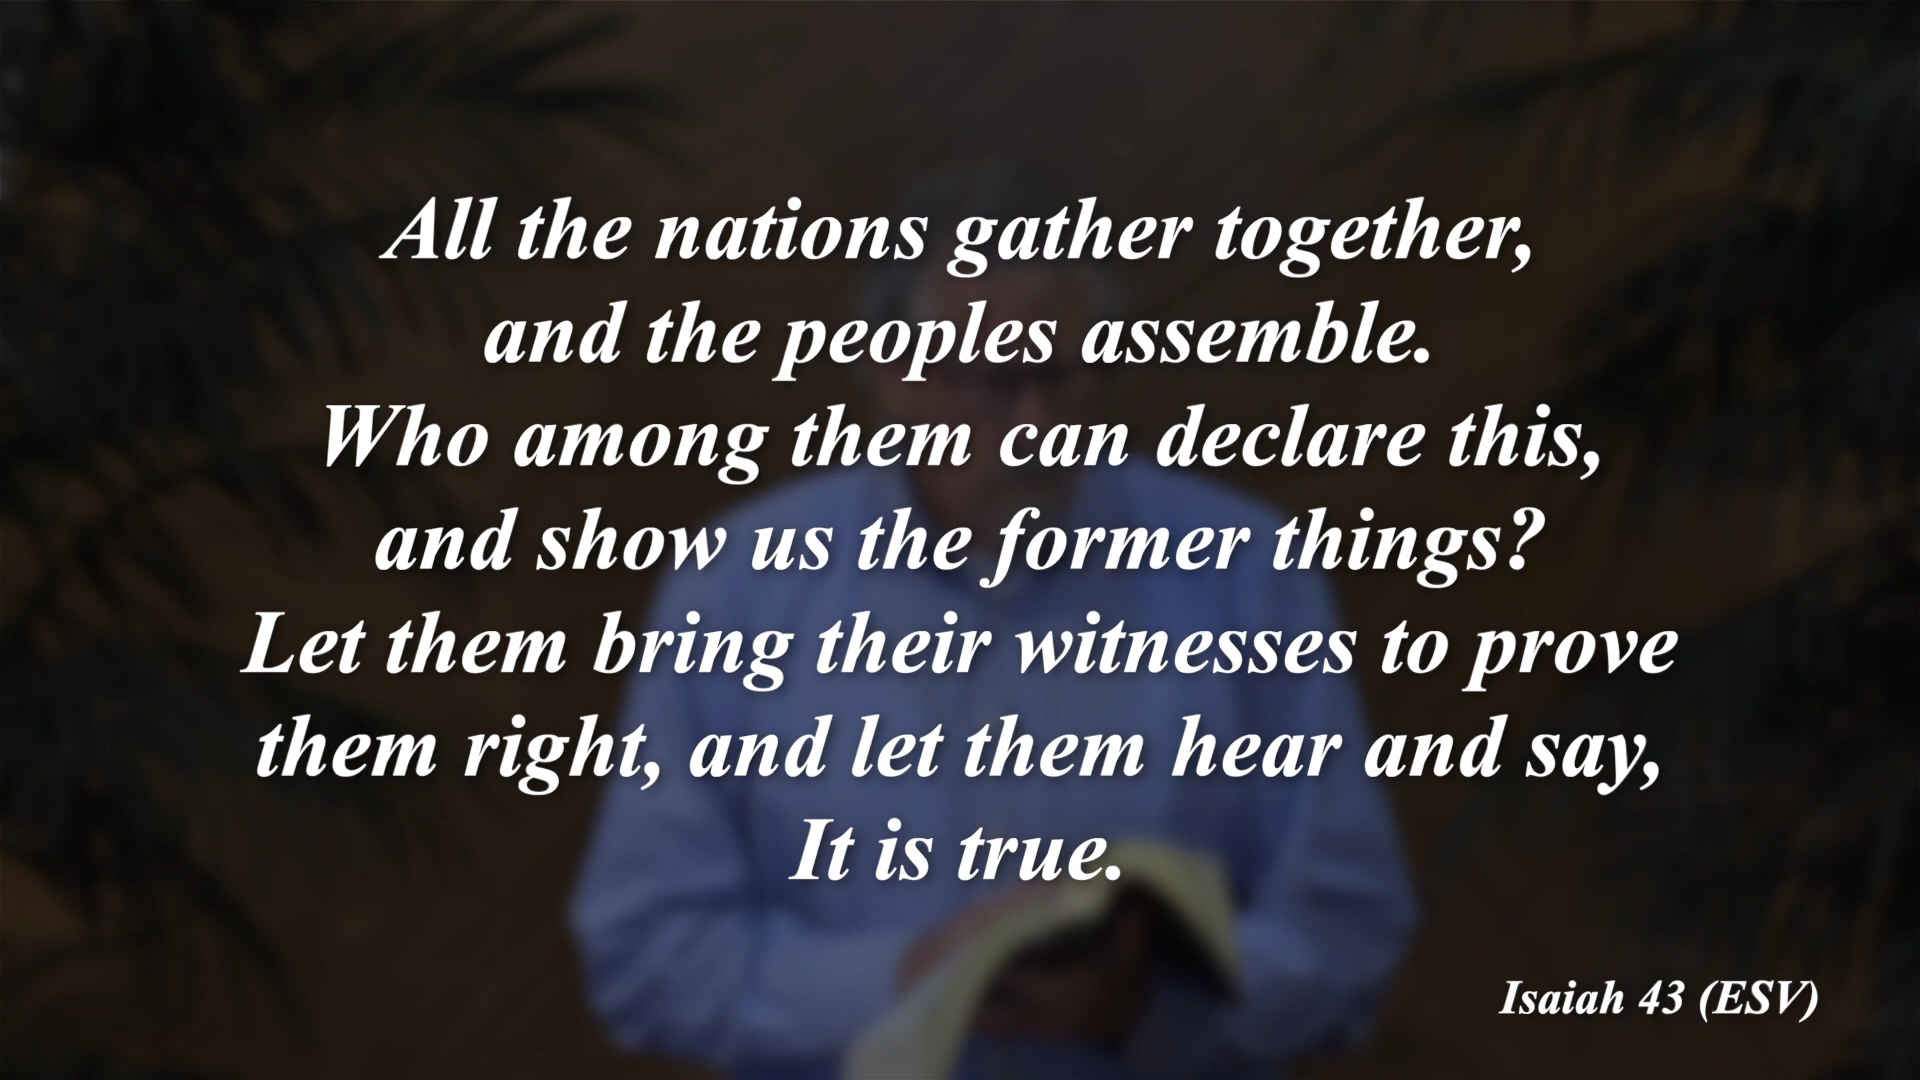 All the nations gather together,
and the peoples assemble.
Who among them can declare this,
and show us the former things?
Let them bring their witnesses to prove
them right, and let them hear and say,
It is true.
Isaiah 43 (ESV)